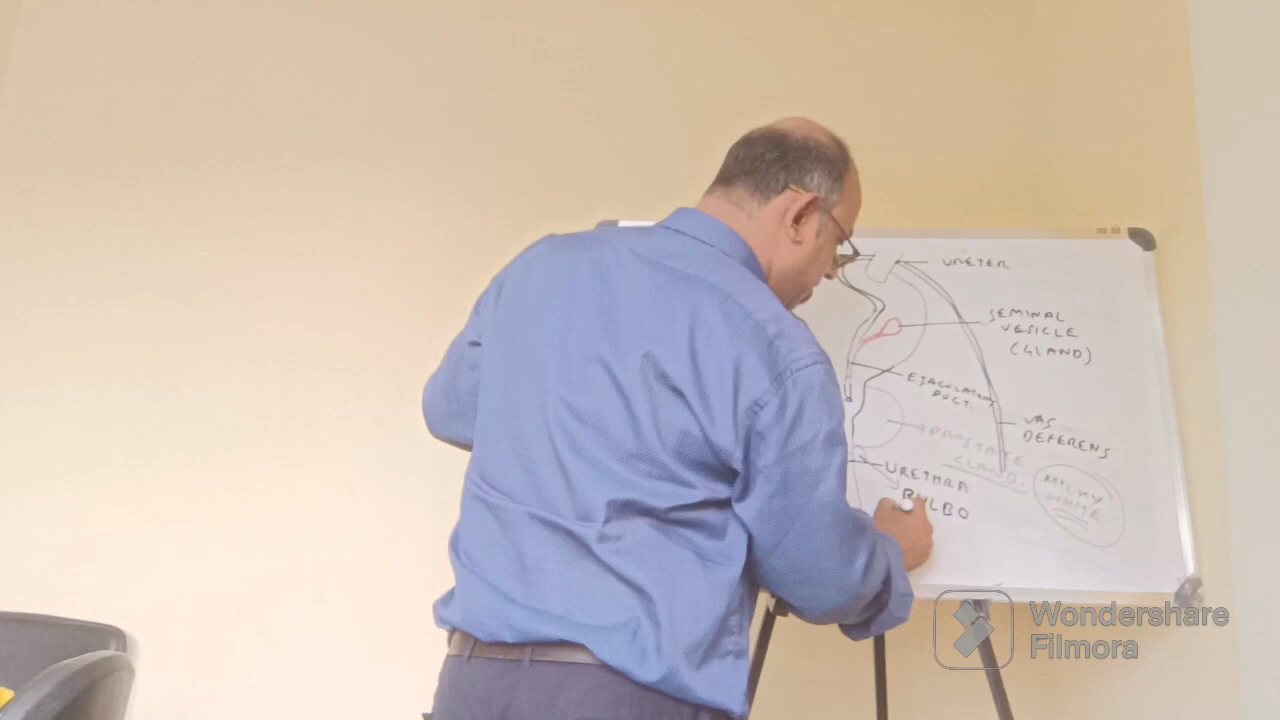 URETER
SEMINAL
VESICLE
(GLAND)
EJACULATORY
DUCT.
VAS
DEFERENS
PROSTATE
GLAND.
URETHRA
MILKY
WHITE
BULBO
Wondershare
Filmora